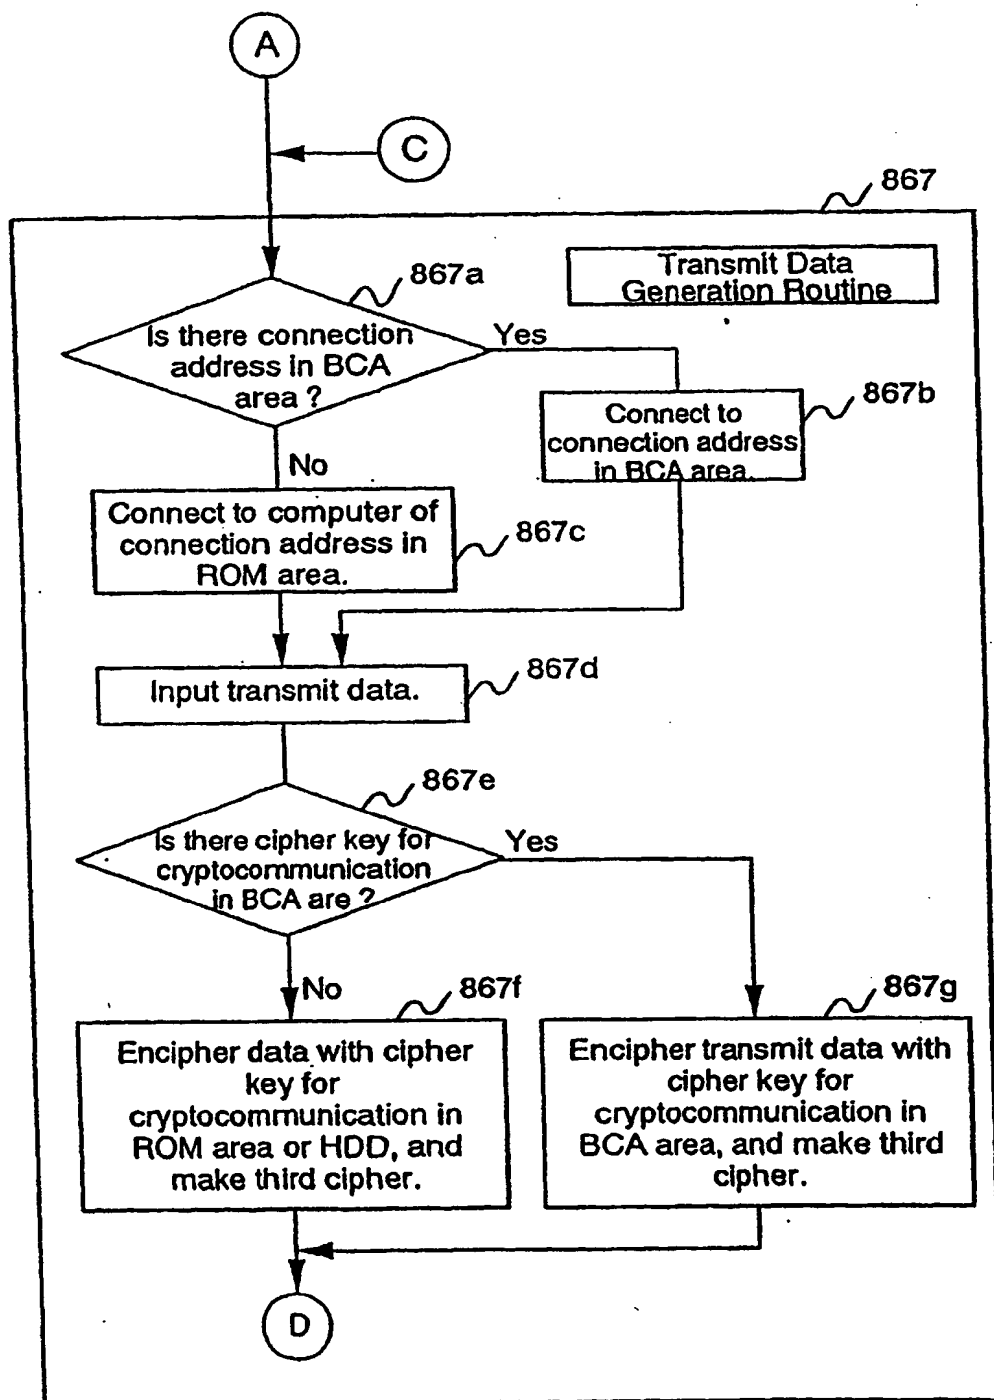 A
C
867
Transmit Data
Generation Routine
867a
Is there connection
address in BCA
area ?
Yes
No
867b
Connect to
connection address
in BCA area.
Connect to computer of
connection address in
ROM area.
867c
Input transmit data.
867d
867e
Is there cipher key for
cryptocommunication
in BCA are ?
Yes
No
867f
Encipher data with cipher
key for
cryptocommunication in
ROM area or HDD, and
make third cipher.
867g
Encipher transmit data with
cipher key for
cryptocommunication in
BCA area, and make third
cipher.
D